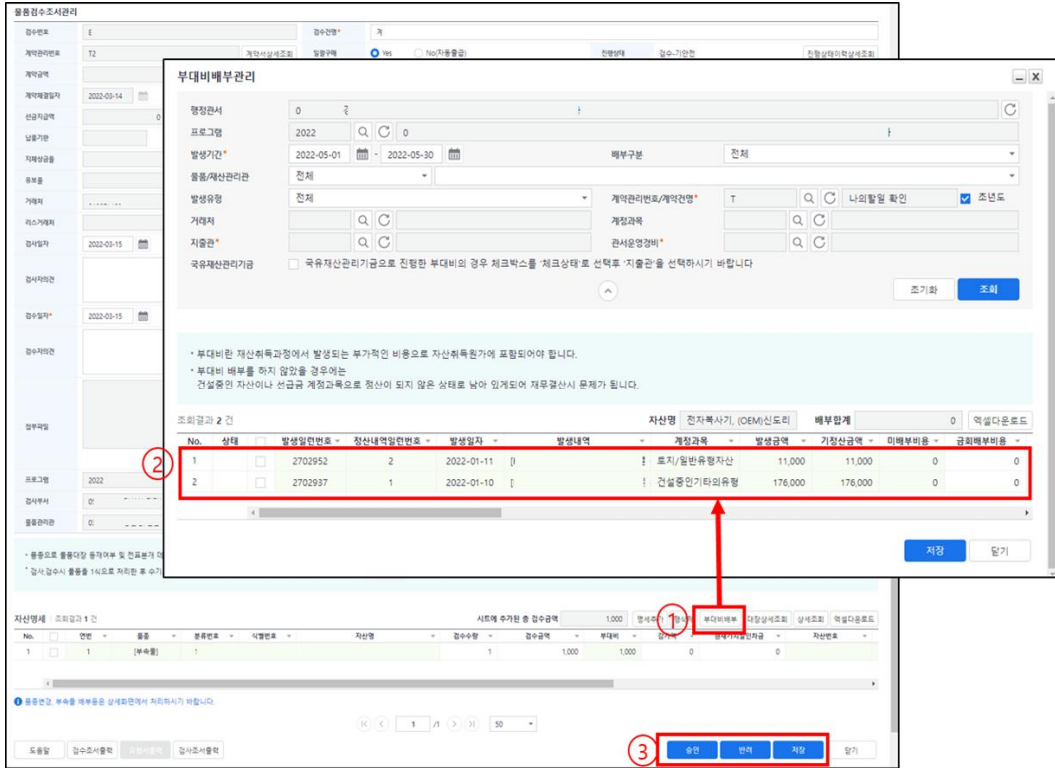 물품검수조서관리
검수번호 E 검수건명* 계
계약관리번호 T2 계약서상세조회 일괄구매 Yes No(자동출급) 진행상태 검수-기안전 진행상태이력상세조회
계약금액
계약체결일자 2022-03-14
선금지급액 0
납품기한
지체상금율
유보율
거래처
리스거래처
검사일자 2022-03-15
검사자의견
검수일자* 2022-03-15
검수자의견
첨부파일
프로그램 2022
검사부서
물품관리관
부대비배부관리
행정관서 0
프로그램 2022 0
발생기간* 2022-05-01 - 2022-05-30 배부구분 전체
물품/재산관리관 전체
발생유형 전체 계약관리번호/계약건명* T 나의할일 확인 초년도
거래처 계정과목
지출관* 관서운영경비*
국유재산관리기금 국유재산관리기금으로 진행한 부대비의 경우 체크박스를 '체크상태'로 선택후 '지출관'을 선택하시기 바랍니다
초기화 조회
• 부대비란 재산취득과정에서 발생되는 부가적인 비용으로 자산취득원가에 포함되어야 합니다.
• 부대비 배부를 하지 않았을 경우에는
건설중인 자산이나 선급금 계정과목으로 정산이 되지 않은 상태로 남아 있게되어 재무결산시 문제가 됩니다.
조회결과 2 건 자산명 전자복사기, (OEM)신도리 배부합계 0 엑셀다운로드
No. 상태 발생일련번호 정산내역일련번호 발생일자 발생내역 계정과목 발생금액 기정산금액 미배부비용 금회배부비용
② 1 2702952 2 2022-01-11 토지/일반유형자산 11,000 11,000 0 0
2 2702937 1 2022-01-10 건설중인기타의유형 176,000 176,000 0 0
저장 닫기
• 품종으로 물품대장 등재여부 및 전표분개
검사,검수시 물품을 1식으로 처리한 후 수기
자산명세 조회결과 1 건 시트에 추가된 총 검수금액 1,000 명세추가 ① 부대비배부 대장상세조회 상세조회 엑셀다운로드
No. 연번 품종 분류번호 식별번호 자산명 검수수량 검수금액 부대비 자산번호
1 1 [부속물] 1 1 1,000 1,000 0 0
품종변경, 부속물 배부등은 상세화면에서 처리하시기 바랍니다.
1 /1 50
도움말 검수조서출력 검사조서출력 ③ 승인 반려 저장 닫기